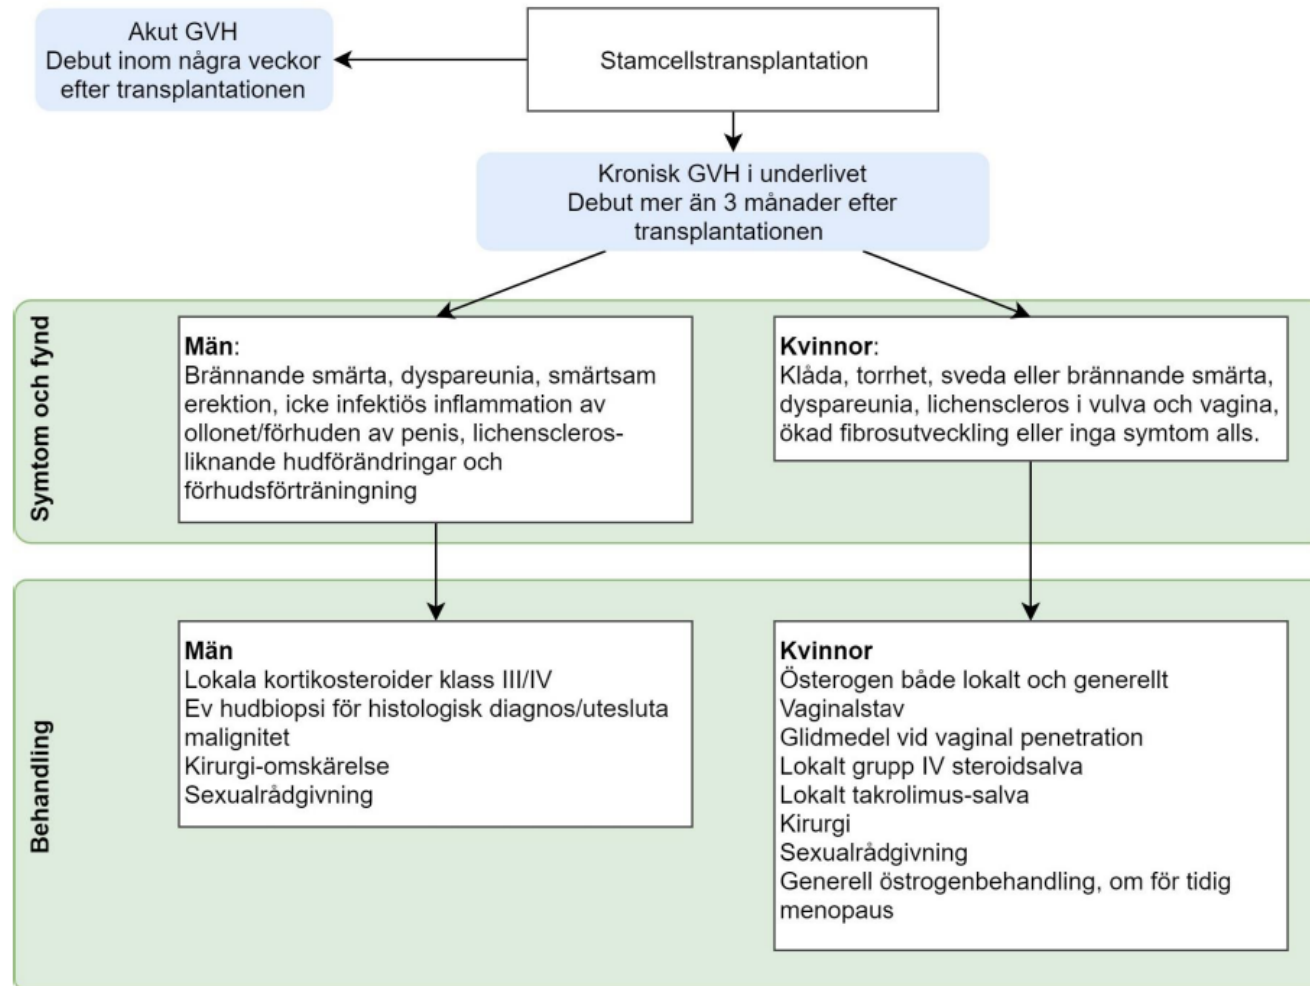 Akut GVH
Debut inom några veckor
efter transplantationen
Stamcellstransplantation
Kronisk GVH i underlivet
Debut mer än 3 månader efter
transplantationen
Symtom och fynd
Män:
Brännande smärta, dyspareunia, smärtsam
erektion, icke infektiös inflammation av
ollonet/förhuden av penis, lichenscleros-
liknande hudförändringar och
förhudsförträningning
Kvinnor:
Klåda, torrhet, sveda eller brännande smärta,
dyspareunia, lichenscleros i vulva och vagina,
ökad fibrosutveckling eller inga symtom alls.
Behandling
Män
Lokala kortikosteroider klass III/IV
Ev hudbiopsi för histologisk diagnos/utesluta
malignitet
Kirurgi-omskärelse
Sexualrådgivning
Kvinnor
Österogen både lokalt och generellt
Vaginalstav
Glidmedel vid vaginal penetration
Lokalt grupp IV steroidsalva
Lokalt takrolimus-salva
Kirurgi
Sexualrådgivning
Generell östrogenbehandling, om för tidig
menopaus